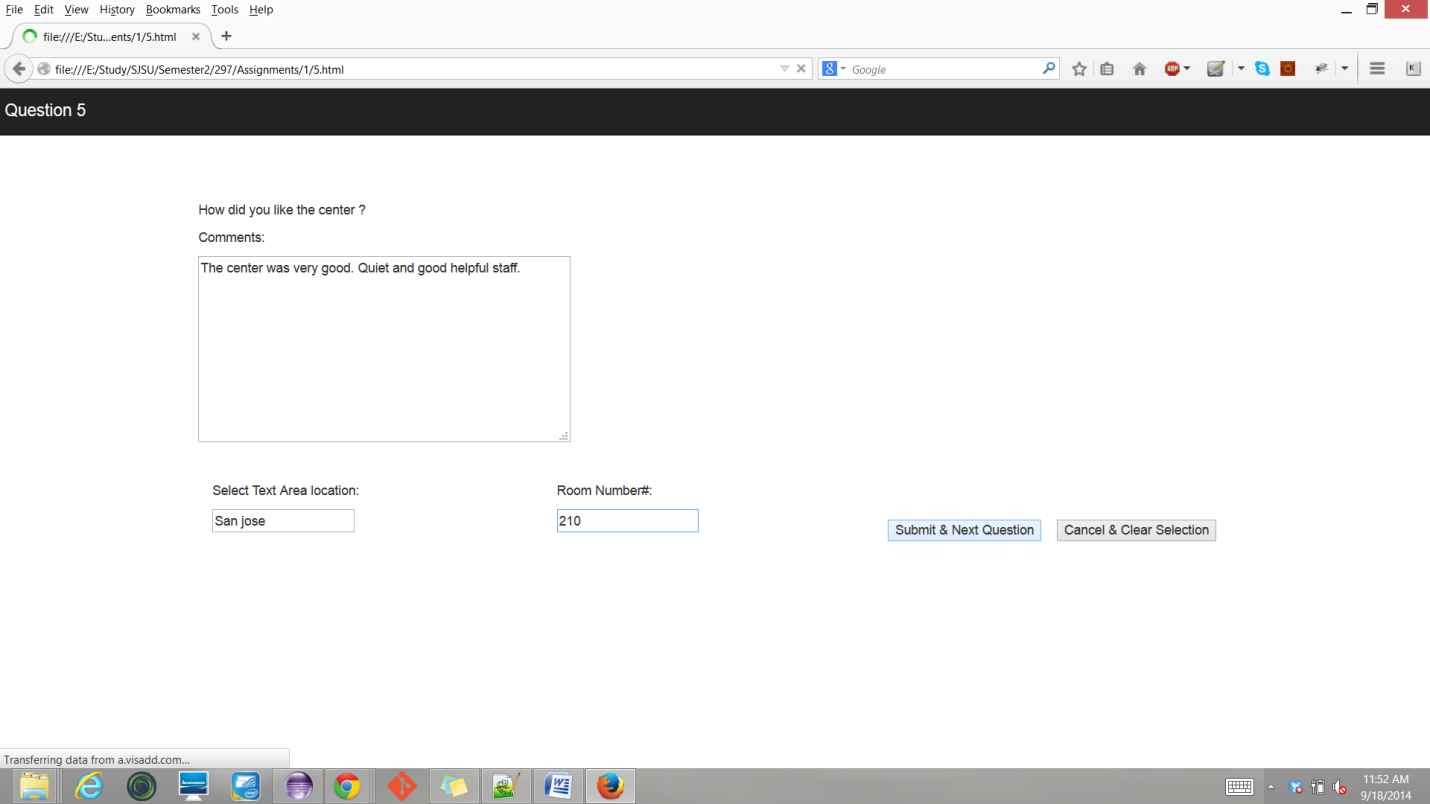 File Edit View History Bookmarks Tools Help
file:///E:/Stu...ents/1/5.html
file:///E:/Study/SJSU/Semester2/297/Assignments/1/5.html
8 Google
ABP
S
K
Question 5
How did you like the center ?
Comments:
The center was very good. Quiet and good helpful staff.
Select Text Area location: Room Number#:
San jose 210
Submit & Next Question Cancel & Clear Selection
Transferring data from a.visadd.com...
11:52 AM
9/18/2014